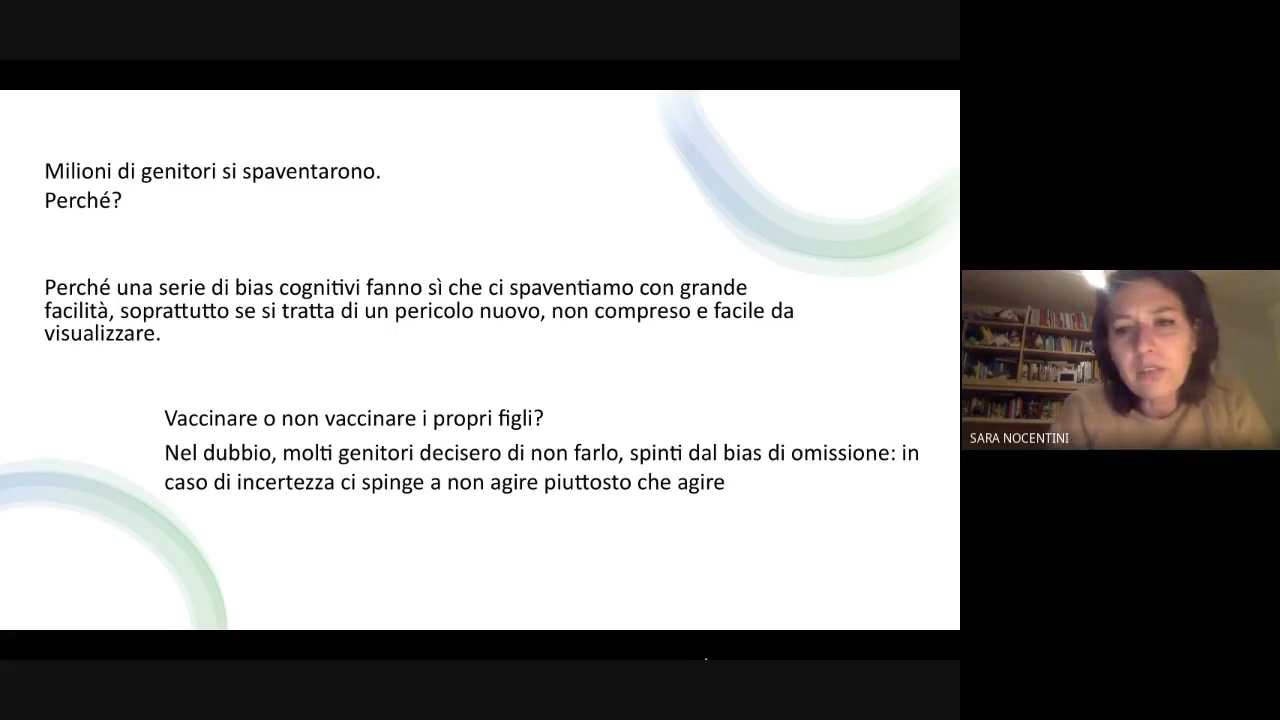 Milioni di genitori si spaventarono.
Perché?
Perché una serie di bias cognitivi fanno sì che ci spaventiamo con grande
facilità, soprattutto se si tratta di un pericolo nuovo, non compreso e facile da
visualizzare.
Vaccinare o non vaccinare i propri figli?
Nel dubbio, molti genitori decisero di non farlo, spinti dal bias di omissione: in
caso di incertezza ci spinge a non agire piuttosto che agire
SARA NOCENTINI